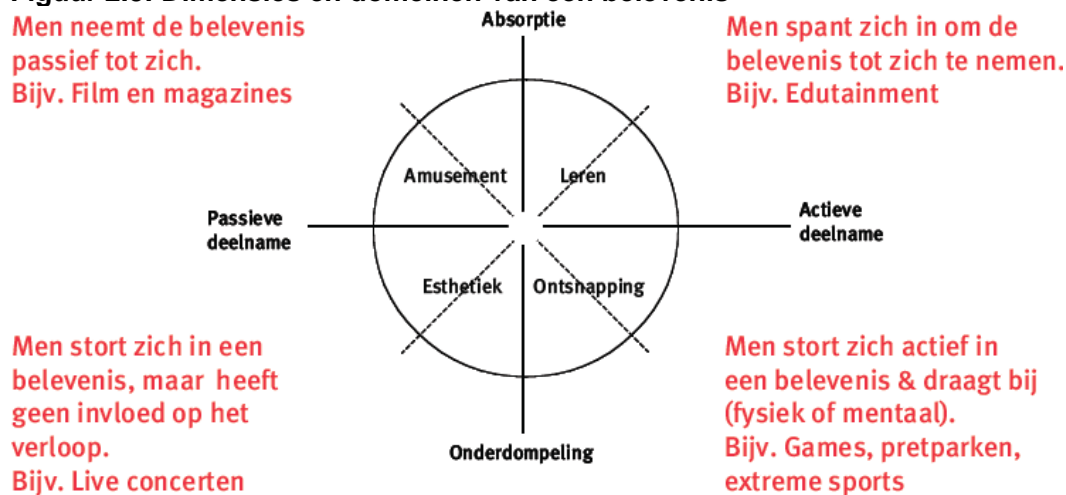 Absorptie
Men neemt de belevenis
passief tot zich.
Bijv. Film en magazines
Men spant zich in om de
belevenis tot zich te nemen.
Bijv. Edutainment
Amusement
Leren
Passieve
deelname
Actieve
deelname
Esthetiek
Ontsnapping
Men stort zich in een
belevenis, maar heeft
geen invloed op het
verloop.
Bijv. Live concerten
Men stort zich actief in
een belevenis & draagt bij
(fysiek of mentaal).
Bijv. Games, pretparken,
extreme sports
Onderdompeling